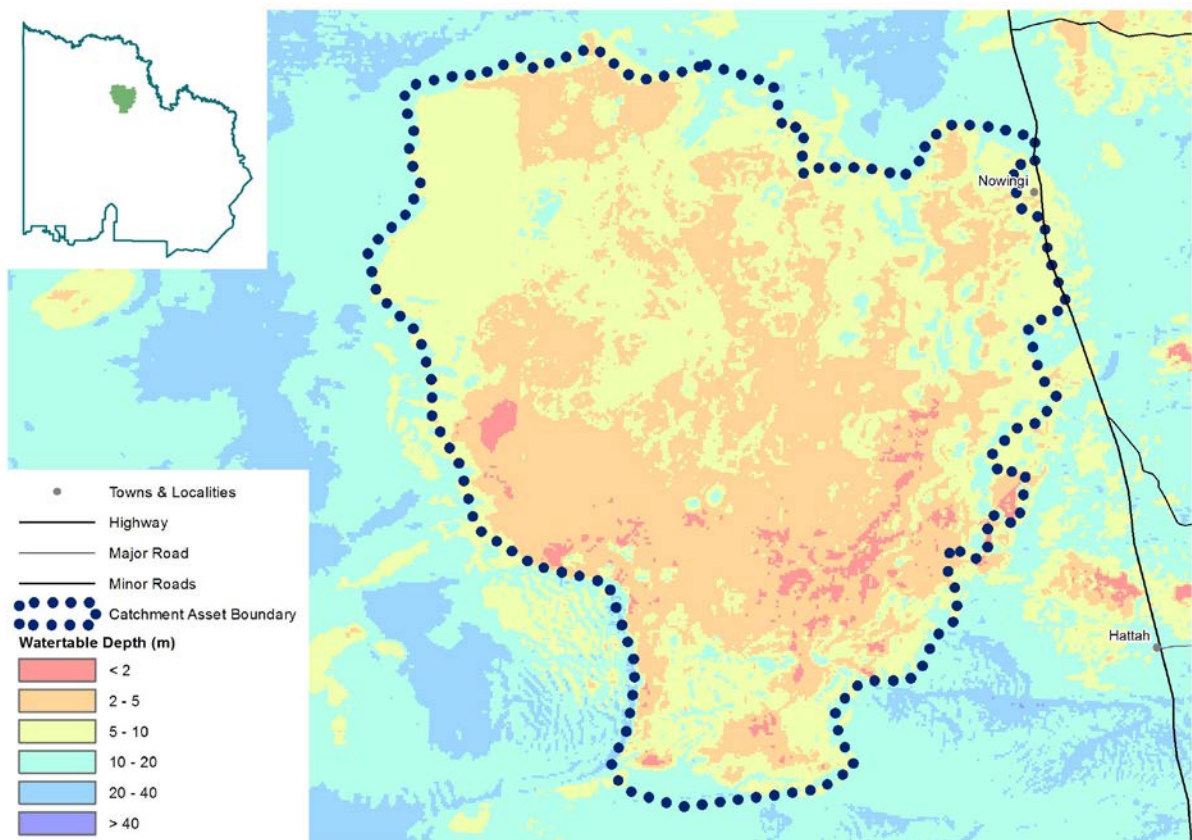 Nowingi
Towns & Localities
Highway
Major Road
Minor Roads
Catchment Asset Boundary
Watertable Depth (m)
< 2
2 - 5
5 - 10
10 - 20
20 - 40
> 40
Hattah